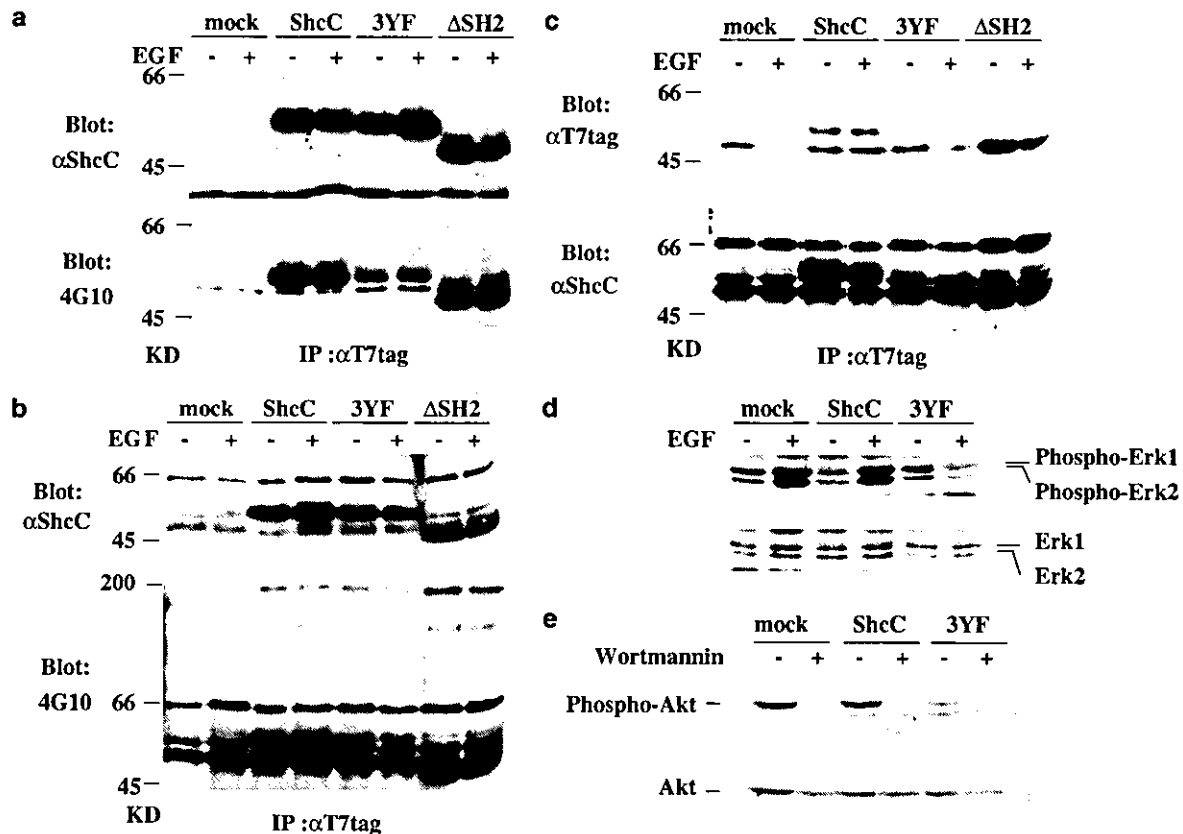 a
mock ShcC 3YF ΔSH2
EGF - + - + - + - +
66
Blot:
αShcC
45
66
Blot:
4G10
45
KD IP :αT7tag
b
mock ShcC 3YF ΔSH2
EGF - + - + - + - +
66
Blot:
αShcC
45
200
Blot:
4G10
66
45
KD IP :αT7tag
c
mock ShcC 3YF ΔSH2
EGF - + - + - + - +
66
Blot:
αT7tag
45
66
Blot:
αShcC
45
KD IP :αT7tag
d
mock ShcC 3YF
EGF - + - + - +
Phospho-Erk1
Phospho-Erk2
Erk1
Erk2
e
mock ShcC 3YF
Wortmannin - + - + - +
Phospho-Akt
Akt